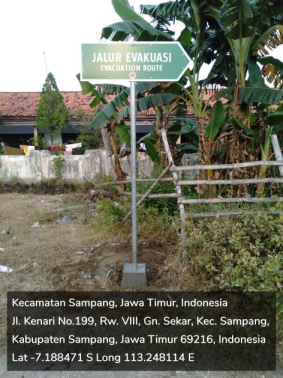 JALUR EVAKUASI
EVACUATION ROUTE
Kecamatan Sampang, Jawa Timur, Indonesia
Jl. Kenari No.199, Rw. VIII, Gn. Sekar, Kec. Sampang,
Kabupaten Sampang, Jawa Timur 69216, Indonesia
Lat -7.188471 S Long 113.248114 E